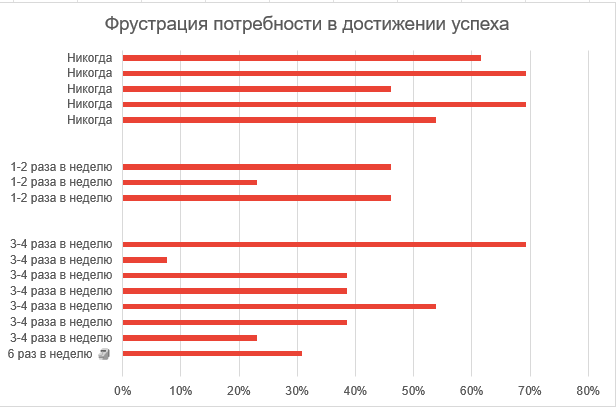 Фрустрация потребности в достижении успеха
Никогда
Никогда
Никогда
Никогда
Никогда
1-2 раза в неделю
1-2 раза в неделю
1-2 раза в неделю
3-4 раза в неделю
3-4 раза в неделю
3-4 раза в неделю
3-4 раза в неделю
3-4 раза в неделю
3-4 раза в неделю
3-4 раза в неделю
6 раз в неделю 🗿
0% 10% 20% 30% 40% 50% 60% 70% 80%